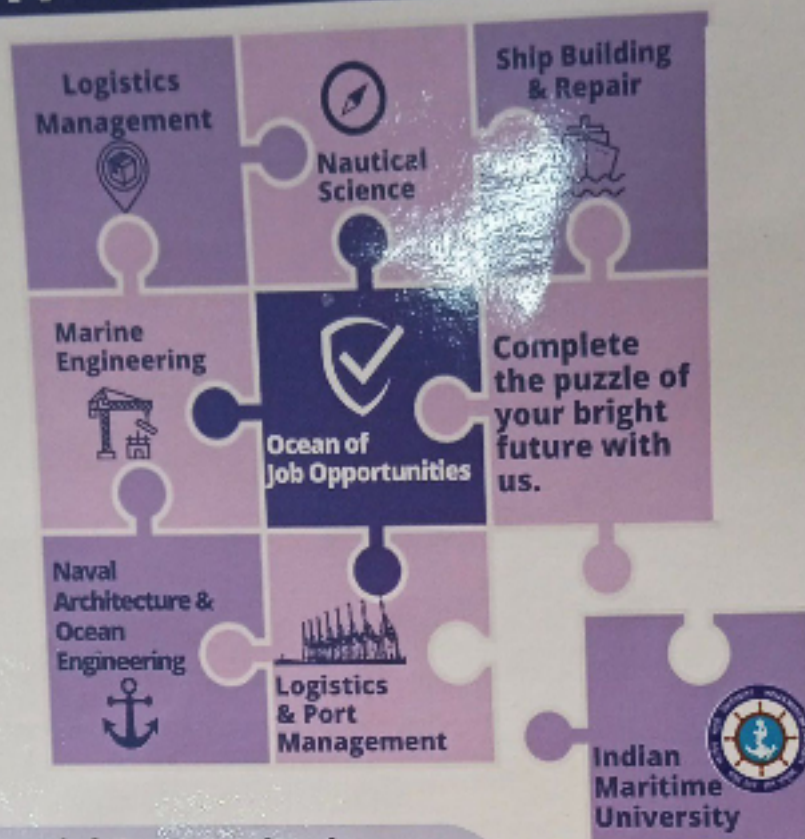 Logistics
Management
Nautical
Science
Ship Building
& Repair
Marine
Engineering
Ocean of
Job Opportunities
Complete
the puzzle of
your bright
future with
us.
Naval
Architecture &
Ocean
Engineering
Logistics
& Port
Management
Indian
Maritime
University